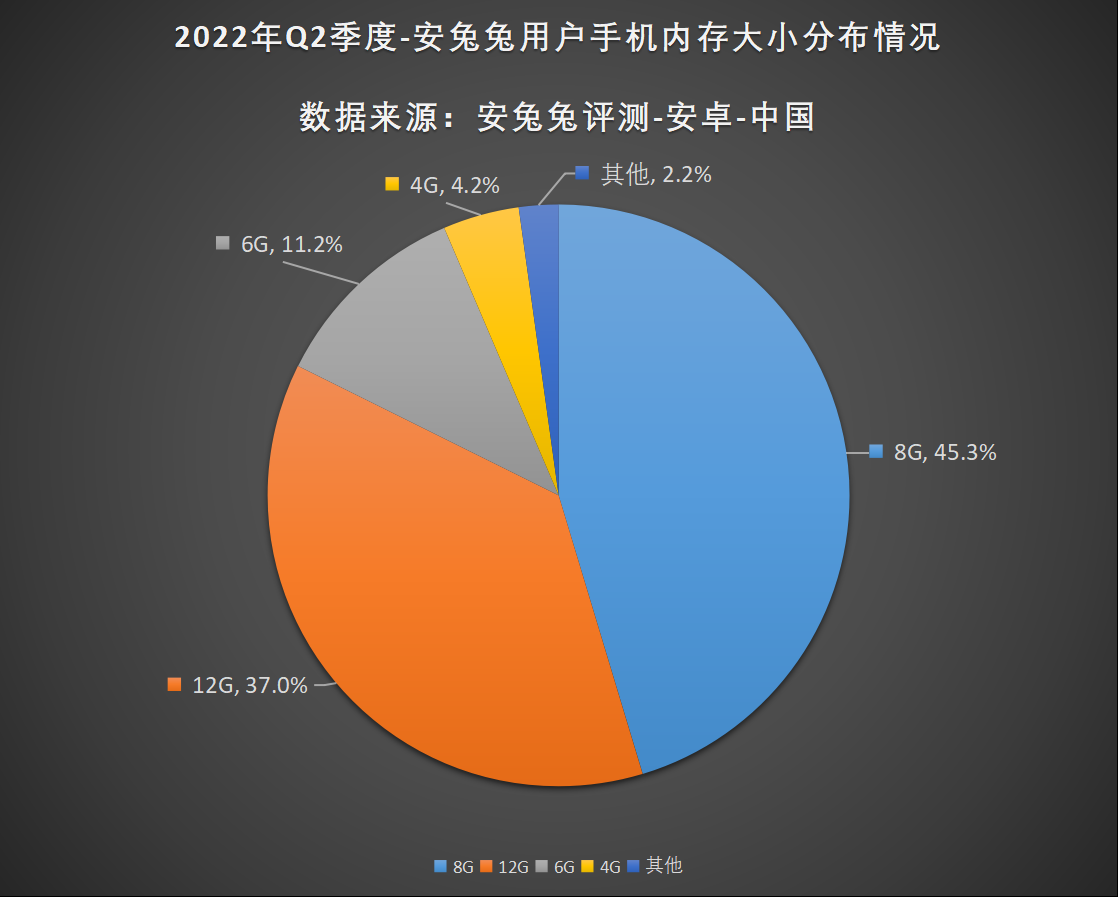 2022年Q2季度-安兔兔用户手机内存大小分布情况
数据来源：安兔兔评测-安卓-中国
其他, 2.2%
4G, 4.2%
6G, 11.2%
8G, 45.3%
12G, 37.0%
8G 12G 6G 4G 其他